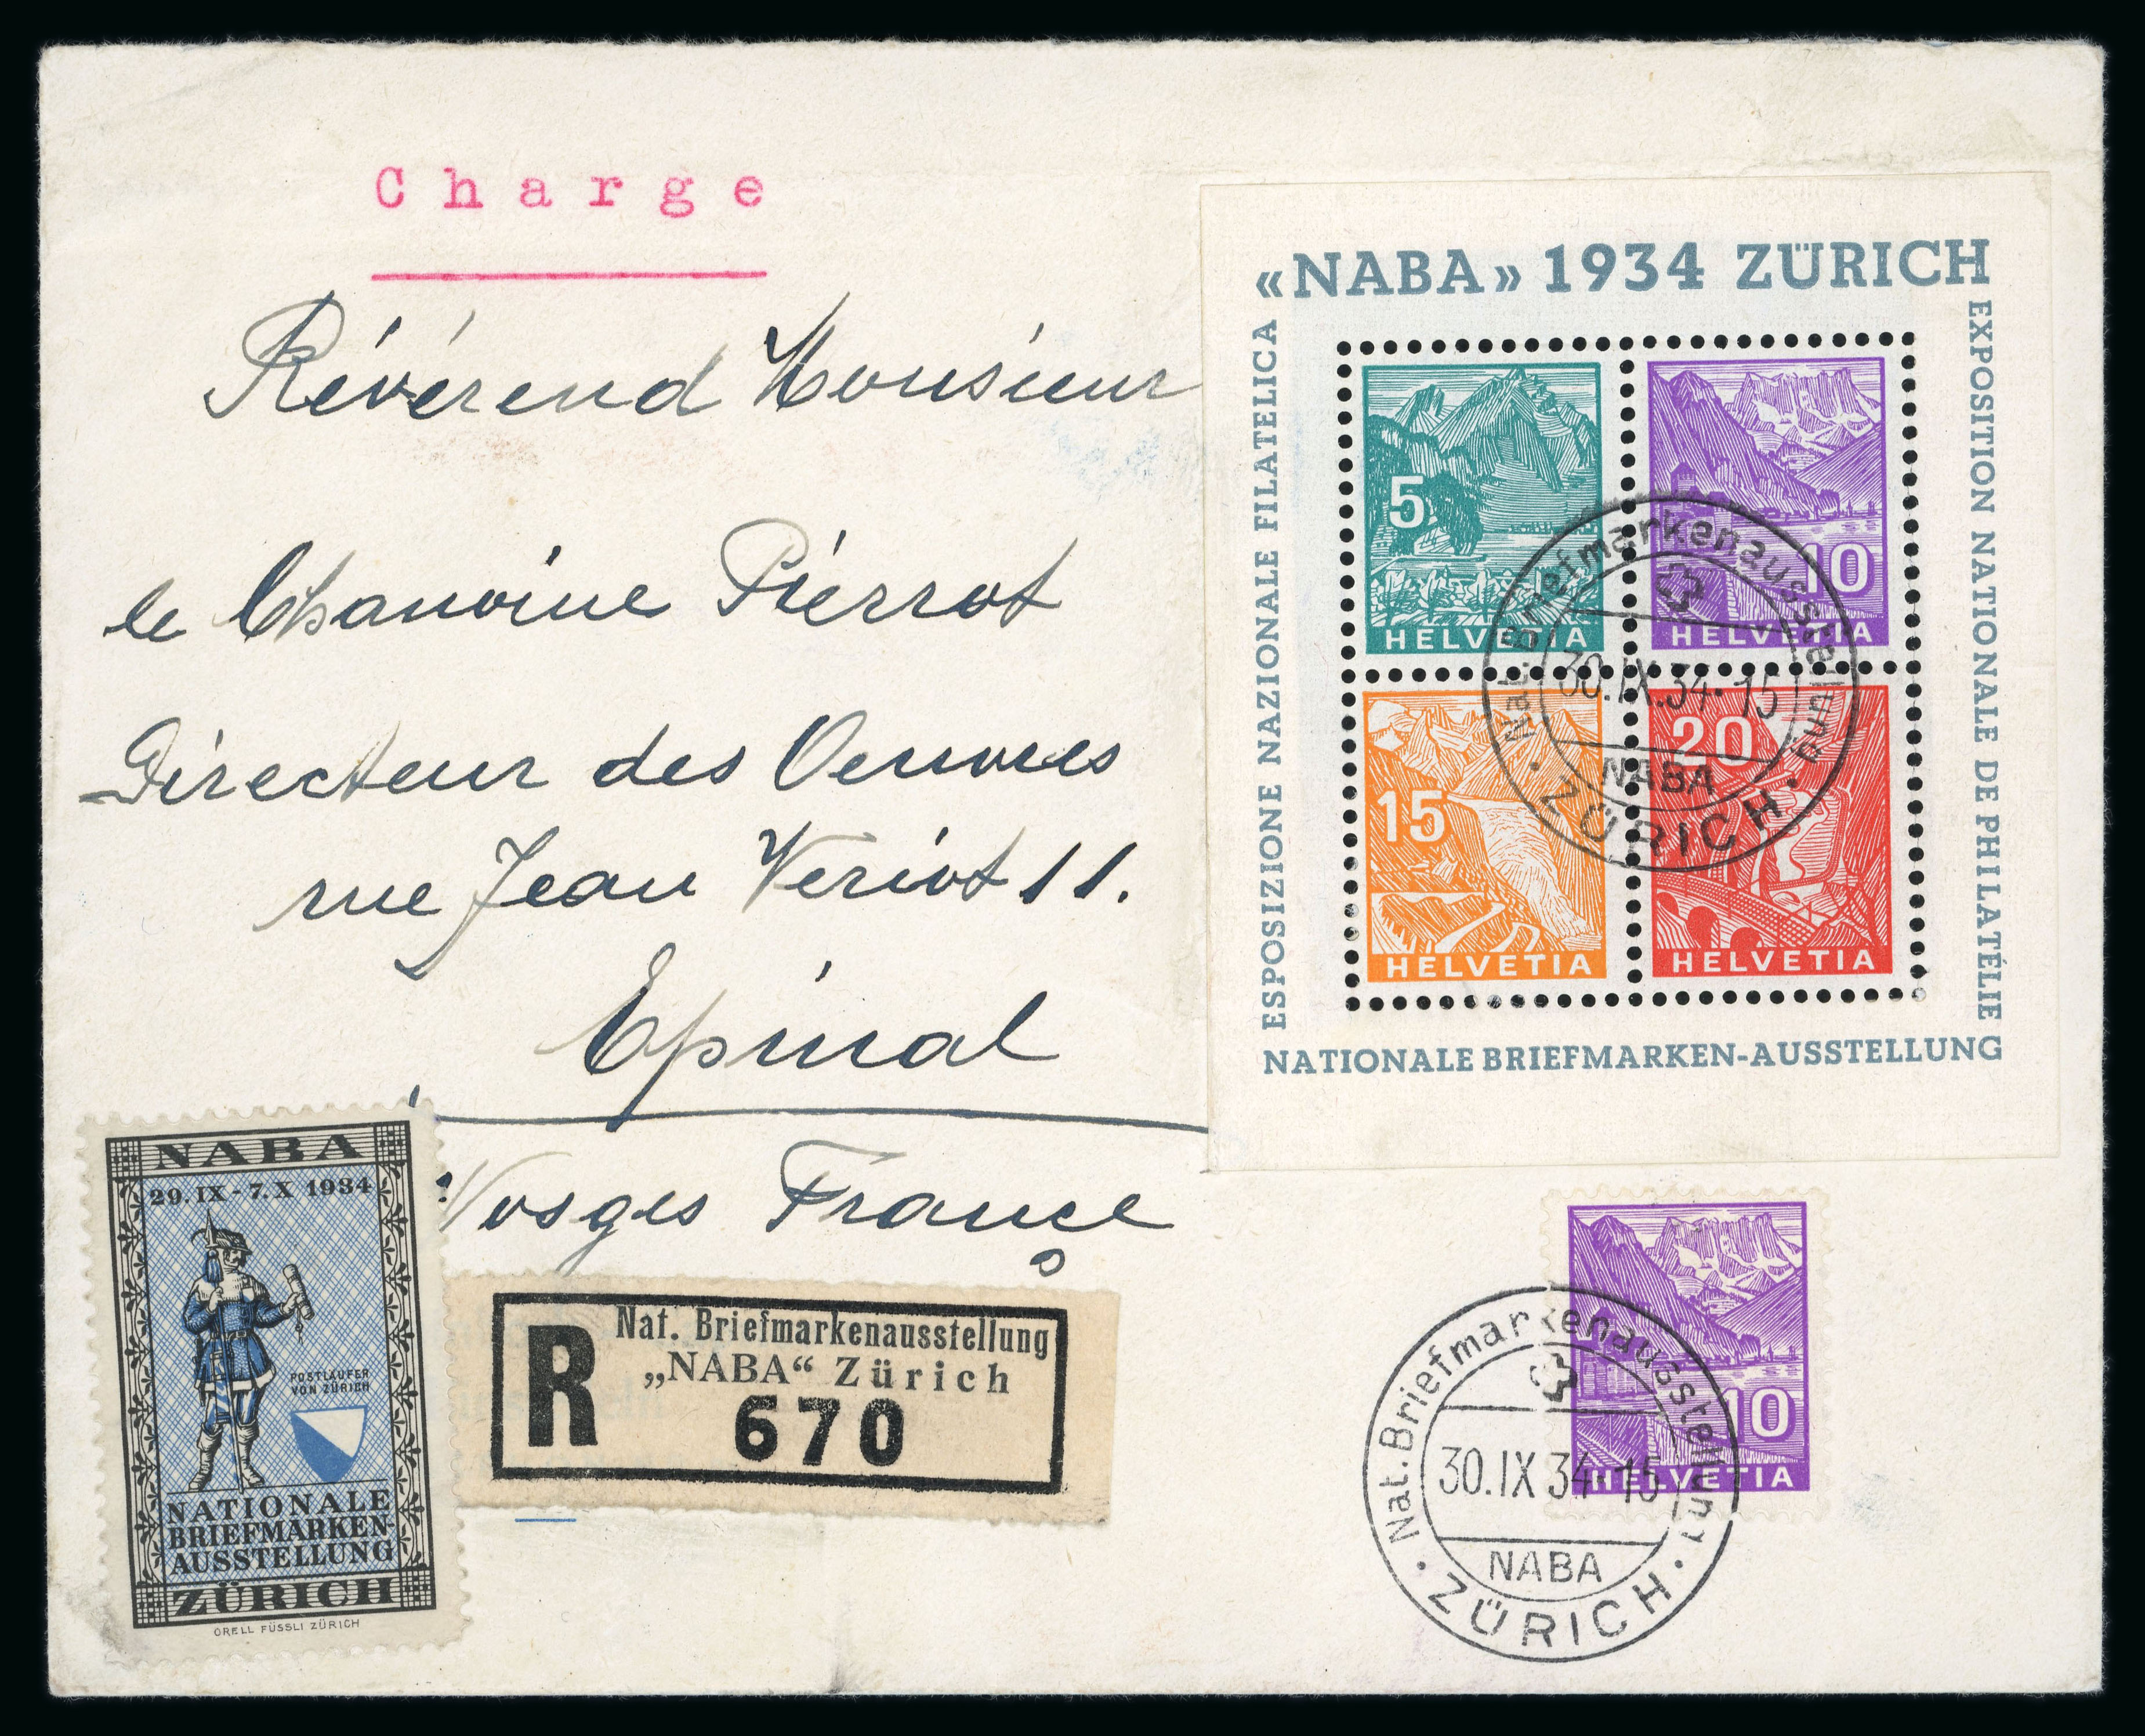 Charge
Révérend Monsieur
le Chanoine Piérrot
Directeur des Oeuvres
rue Jean Veriot 11.
Epinal
Vosges France
«NABA» 1934 ZÜRICH
ESPOSIZIONE NAZIONALE FILATELICA
EXPOSITION NATIONALE DE PHILATÉLIE
5
HELVETIA
10
HELVETIA
15
HELVETIA
20
HELVETIA
NATIONALE BRIEFMARKEN-AUSSTELLUNG
Nat. Briefmarkenausstellung
30.IX.34-15
NABA
· ZÜRICH ·
NABA
29. IX - 7. X 1934
POSTLÄUFER
VON ZÜRICH
NATIONALE
BRIEFMARKEN-
AUSSTELLUNG
ZÜRICH
ORELL FÜSSLI ZÜRICH
R
Nat. Briefmarkenausstellung
„NABA“ Zürich
670
10
HELVETIA
Nat. Briefmarkenausstellung
30.IX 34-15
NABA
· ZÜRICH ·